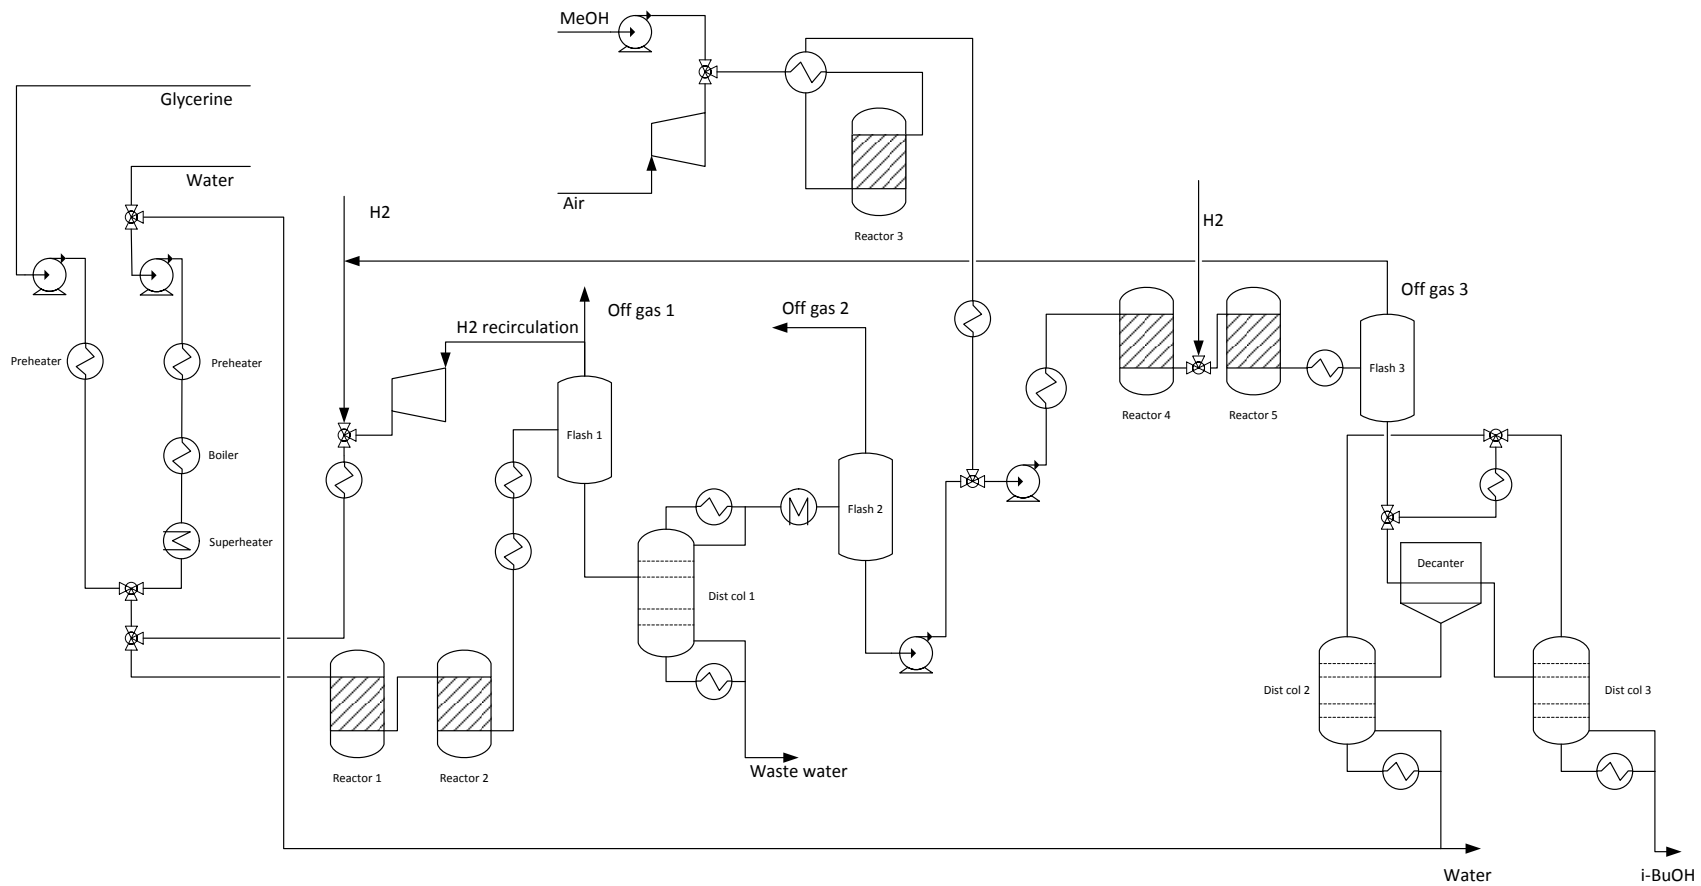 MeOH
Glycerine
Water
Air
H2
Reactor 3
H2
Off gas 1
Off gas 2
Off gas 3
H2 recirculation
Preheater
Preheater
Flash 3
Reactor 4
Reactor 5
Flash 1
Boiler
Flash 2
Superheater
Decanter
Dist col 1
Dist col 2
Dist col 3
Waste water
Reactor 1
Reactor 2
Water
i-BuOH